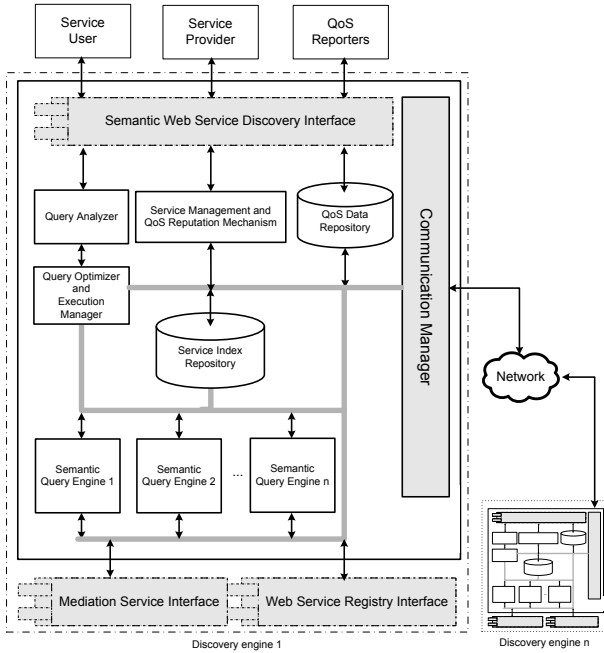 Service
User
Service
Provider
QoS
Reporters
Semantic Web Service Discovery Interface
Query Analyzer
Service Management and
QoS Reputation Mechanism
QoS Data
Repository
Communication Manager
Query Optimizer
and
Execution
Manager
Service Index
Repository
Network
Semantic
Query Engine 1
Semantic
Query Engine 2
...
Semantic
Query Engine n
Mediation Service Interface
Web Service Registry Interface
Discovery engine 1
Discovery engine n